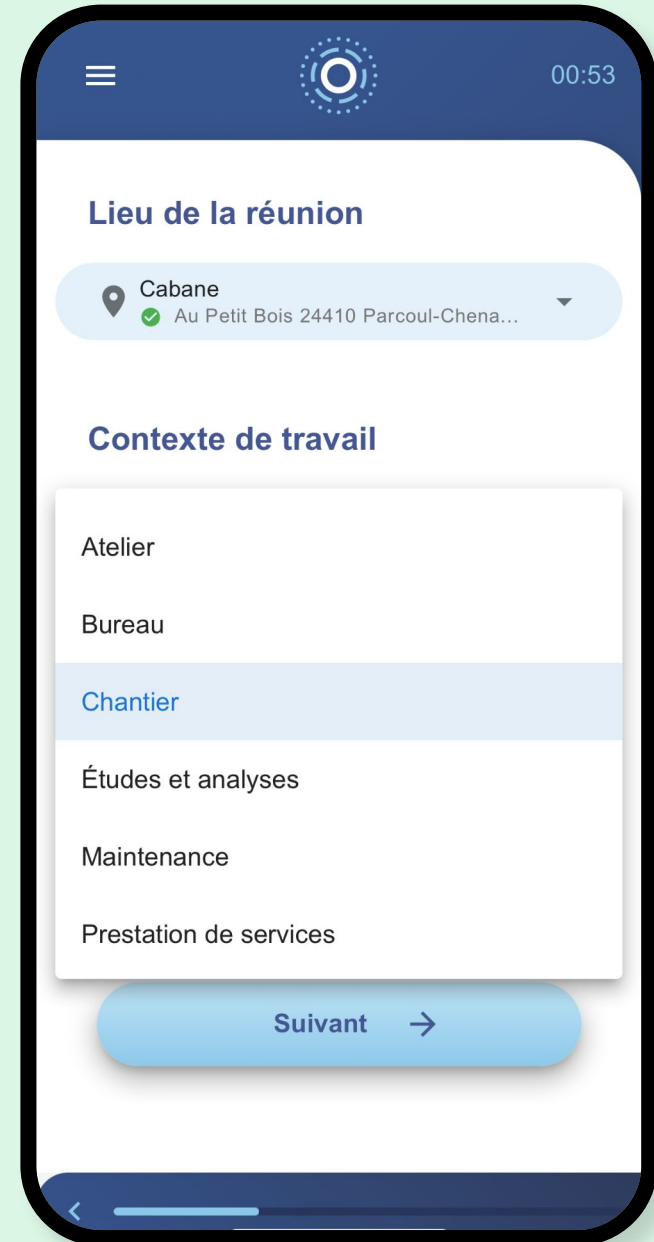 00:53
Lieu de la réunion
Cabane
Au Petit Bois 24410 Parcoul-Chena...
Contexte de travail
Atelier
Bureau
Chantier
Études et analyses
Maintenance
Prestation de services
Suivant